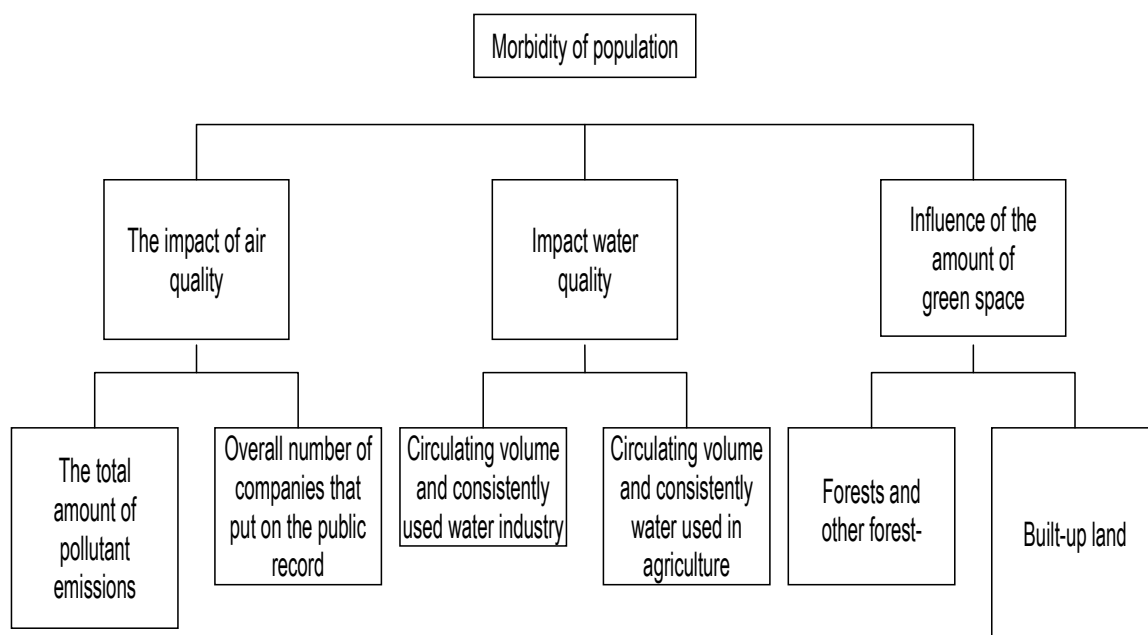 Morbidity of population
The impact of air
quality
Impact water
quality
Influence of the
amount of
green space
The total
amount of
pollutant
emissions
Overall number of
companies that
put on the public
record
Circulating volume
and consistently
used water industry
Circulating volume
and consistently
water used in
agriculture
Forests and
other forest-
Built-up land